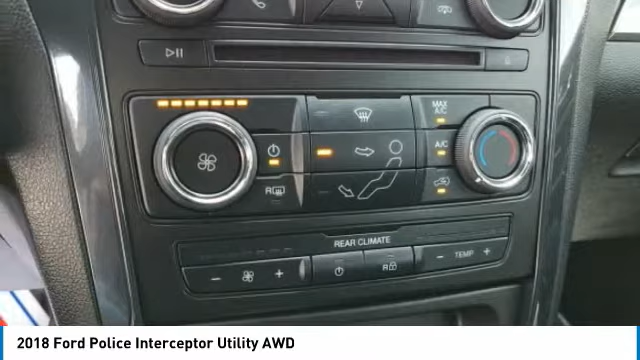 MAX
A/C
A/C
R
REAR CLIMATE
- + R - TEMP +
2018 Ford Police Interceptor Utility AWD